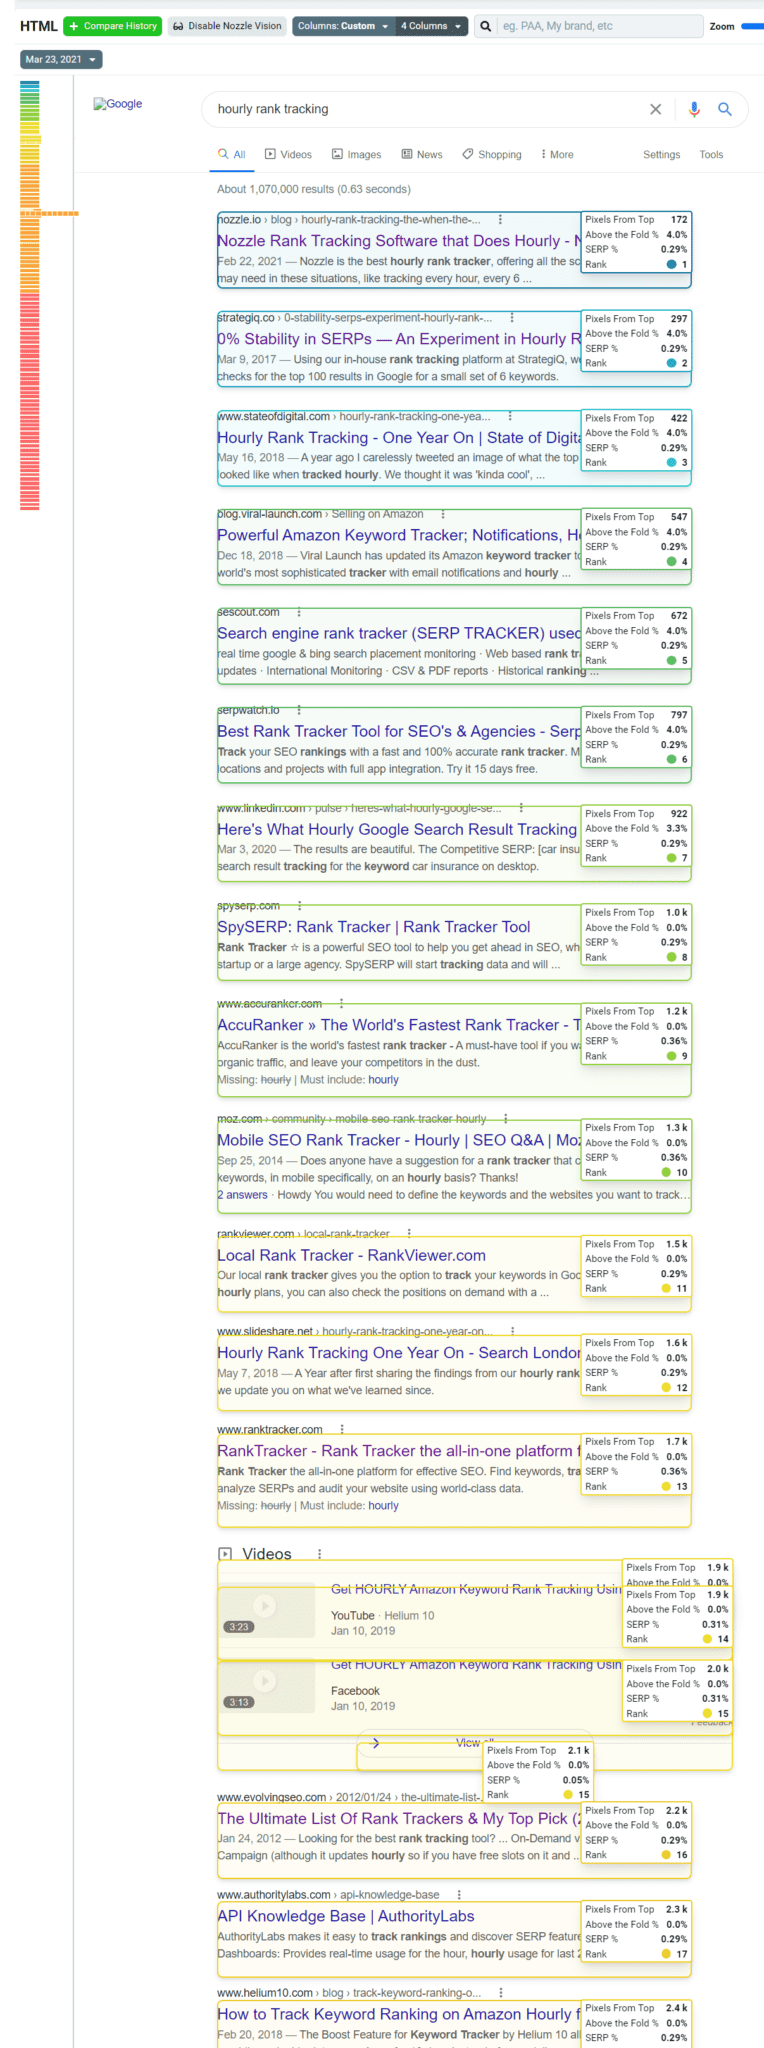 HTML + Compare History Disable Nozzle Vision Columns: Custom 4 Columns eg. PAA, My brand, etc Zoom
Mar 23, 2021
Google hourly rank tracking
All Videos Images News Shopping More Settings Tools
About 1,070,000 results (0.63 seconds)
nozzle.io › blog › hourly-rank-tracking-the-when-the-...
Nozzle Rank Tracking Software that Does Hourly - N
Feb 22, 2021 — Nozzle is the best hourly rank tracker, offering all the sc
may need in these situations, like tracking every hour, every 6 ...
Pixels From Top 172
Above the Fold % 4.0%
SERP % 0.29%
Rank 1
strategiq.co › 0-stability-serps-experiment-hourly-rank-...
0% Stability in SERPs — An Experiment in Hourly R
Mar 9, 2017 — Using our in-house rank tracking platform at StrategiQ, we
checks for the top 100 results in Google for a small set of 6 keywords.
Pixels From Top 297
Above the Fold % 4.0%
SERP % 0.29%
Rank 2
www.stateofdigital.com › hourly-rank-tracking-one-yea...
Hourly Rank Tracking - One Year On | State of Digita
May 16, 2018 — A year ago I carelessly tweeted an image of what the top
looked like when tracked hourly. We thought it was 'kinda cool', ...
Pixels From Top 422
Above the Fold % 4.0%
SERP % 0.29%
Rank 3
blog.viral-launch.com › Selling on Amazon
Powerful Amazon Keyword Tracker; Notifications, Ho
Dec 18, 2018 — Viral Launch has updated its Amazon keyword tracker to
world's most sophisticated tracker with email notifications and hourly ...
Pixels From Top 547
Above the Fold % 4.0%
SERP % 0.29%
Rank 4
sescout.com
Search engine rank tracker (SERP TRACKER) used
real time google & bing search placement monitoring · Web based rank tra
updates · International Monitoring · CSV & PDF reports · Historical ranking ...
Pixels From Top 672
Above the Fold % 4.0%
SERP % 0.29%
Rank 5
serpwatch.io
Best Rank Tracker Tool for SEO's & Agencies - Serp
Track your SEO rankings with a fast and 100% accurate rank tracker. M
locations and projects with full app integration. Try it 15 days free.
Pixels From Top 797
Above the Fold % 4.0%
SERP % 0.29%
Rank 6
www.linkedin.com › pulse › heres-what-hourly-google-se...
Here's What Hourly Google Search Result Tracking
Mar 3, 2020 — The results are beautiful. The Competitive SERP: [car insu
search result tracking for the keyword car insurance on desktop.
Pixels From Top 922
Above the Fold % 3.3%
SERP % 0.29%
Rank 7
spyserp.com
SpySERP: Rank Tracker | Rank Tracker Tool
Rank Tracker ☆ is a powerful SEO tool to help you get ahead in SEO, wh
startup or a large agency. SpySERP will start tracking data and will ...
Pixels From Top 1.0 k
Above the Fold % 0.0%
SERP % 0.29%
Rank 8
www.accuranker.com
AccuRanker » The World's Fastest Rank Tracker - T
AccuRanker is the world's fastest rank tracker - A must-have tool if you wa
organic traffic, and leave your competitors in the dust.
Missing: hourly | Must include: hourly
Pixels From Top 1.2 k
Above the Fold % 0.0%
SERP % 0.36%
Rank 9
moz.com › community › mobile-seo-rank-tracker-hourly
Mobile SEO Rank Tracker - Hourly | SEO Q&A | Moz
Sep 25, 2014 — Does anyone have a suggestion for a rank tracker that c
keywords, in mobile specifically, on an hourly basis? Thanks!
2 answers · Howdy You would need to define the keywords and the websites you want to track...
Pixels From Top 1.3 k
Above the Fold % 0.0%
SERP % 0.36%
Rank 10
rankviewer.com › local-rank-tracker
Local Rank Tracker - RankViewer.com
Our local rank tracker gives you the option to track your keywords in Goo
hourly plans, you can also check the positions on demand with a ...
Pixels From Top 1.5 k
Above the Fold % 0.0%
SERP % 0.29%
Rank 11
www.slideshare.net › hourly-rank-tracking-one-year-on...
Hourly Rank Tracking One Year On - Search London
May 7, 2018 — A Year after first sharing the findings from our hourly rank
we update you on what we've learned since.
Pixels From Top 1.6 k
Above the Fold % 0.0%
SERP % 0.29%
Rank 12
www.ranktracker.com
RankTracker - Rank Tracker the all-in-one platform f
Rank Tracker the all-in-one platform for effective SEO. Find keywords, tra
analyze SERPs and audit your website using world-class data.
Missing: hourly | Must include: hourly
Pixels From Top 1.7 k
Above the Fold % 0.0%
SERP % 0.36%
Rank 13
Videos
Pixels From Top 1.9 k
Above the Fold % 0.0%
Get HOURLY Amazon Keyword Rank Tracking Usin
YouTube · Helium 10
3:23
Jan 10, 2019
Pixels From Top 1.9 k
Above the Fold % 0.0%
SERP % 0.31%
Rank 14
Get HOURLY Amazon Keyword Rank Tracking Usin
Facebook
3:13
Jan 10, 2019
Pixels From Top 2.0 k
Above the Fold % 0.0%
SERP % 0.31%
Rank 15
Feedback
View all
Pixels From Top 2.1 k
Above the Fold % 0.0%
SERP % 0.05%
Rank 15
www.evolvingseo.com › 2012/01/24 › the-ultimate-list-
The Ultimate List Of Rank Trackers & My Top Pick (2
Jan 24, 2012 — Looking for the best rank tracking tool? ... On-Demand v
Campaign (although it updates hourly so if you have free slots on it and ..
Pixels From Top 2.2 k
Above the Fold % 0.0%
SERP % 0.29%
Rank 16
www.authoritylabs.com › api-knowledge-base
API Knowledge Base | AuthorityLabs
AuthorityLabs makes it easy to track rankings and discover SERP feature
Dashboards: Provides real-time usage for the hour, hourly usage for last 2
Pixels From Top 2.3 k
Above the Fold % 0.0%
SERP % 0.29%
Rank 17
www.helium10.com › blog › track-keyword-ranking-o...
How to Track Keyword Ranking on Amazon Hourly f
Feb 20, 2018 — The Boost Feature for Keyword Tracker by Helium 10 all
Pixels From Top 2.4 k
Above the Fold % 0.0%
SERP % 0.29%